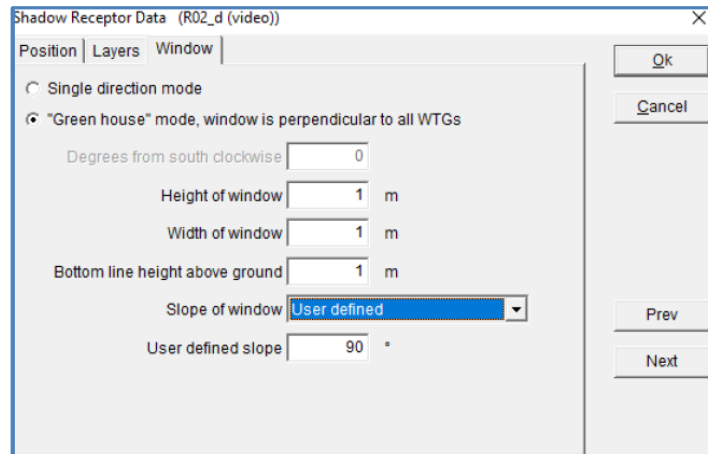 Shadow Receptor Data (R02_d (video))
Position Layers Window
Ok
Single direction mode
Cancel
"Green house" mode, window is perpendicular to all WTGs
Degrees from south clockwise 0
Height of window 1 m
Width of window 1 m
Bottom line height above ground 1 m
Slope of window User defined
Prev
User defined slope 90 °
Next